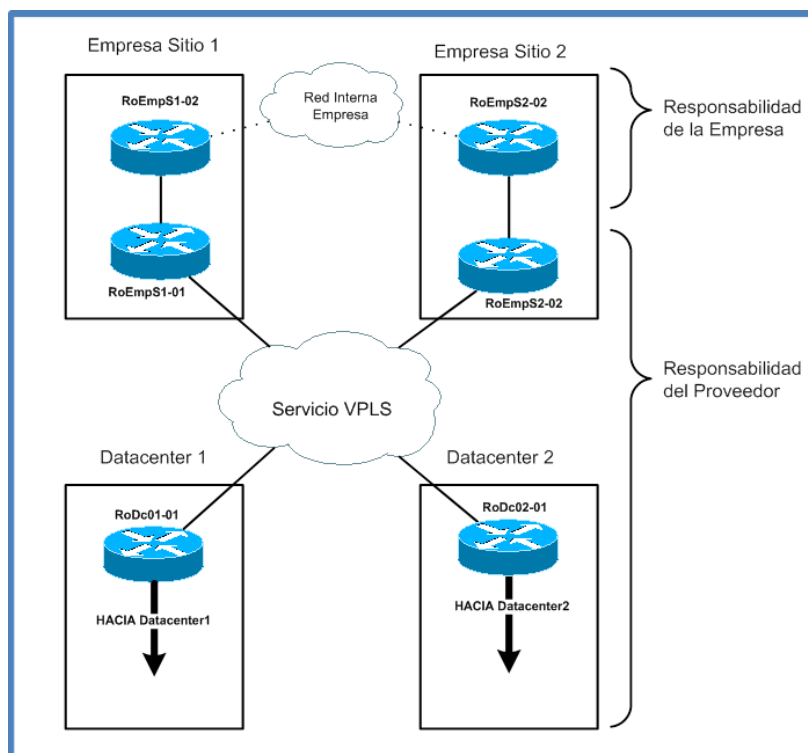 Empresa Sitio 1
Empresa Sitio 2
RoEmpS1-02
Red Interna
Empresa
RoEmpS2-02
Responsabilidad
de la Empresa
RoEmpS1-01
RoEmpS2-02
Servicio VPLS
Responsabilidad
del Proveedor
Datacenter 1
Datacenter 2
RoDc01-01
RoDc02-01
HACIA Datacenter1
HACIA Datacenter2